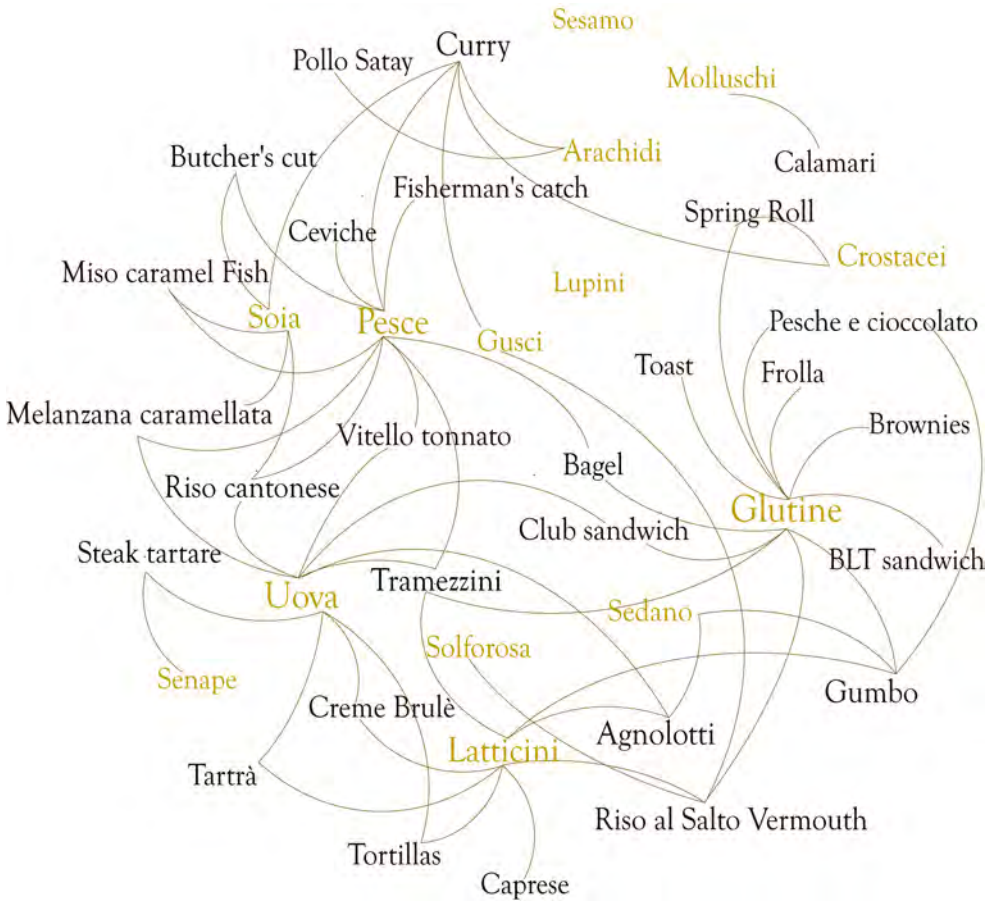 Sesamo
Curry
Pollo Satay
Molluschi
Butcher's cut
Arachidi
Calamari
Fisherman's catch
Spring Roll
Ceviche
Crostacei
Miso caramel Fish
Lupini
Soia
Pesce
Gusci
Pesche e cioccolato
Toast
Frolla
Melanzana caramellata
Vitello tonnato
Brownies
Bagel
Riso cantonese
Glutine
Club sandwich
Steak tartare
BLT sandwich
Uova
Tramezzini
Sedano
Solforosa
Senape
Gumbo
Creme Brulè
Agnolotti
Latticini
Tartrà
Riso al Salto Vermouth
Tortillas
Caprese